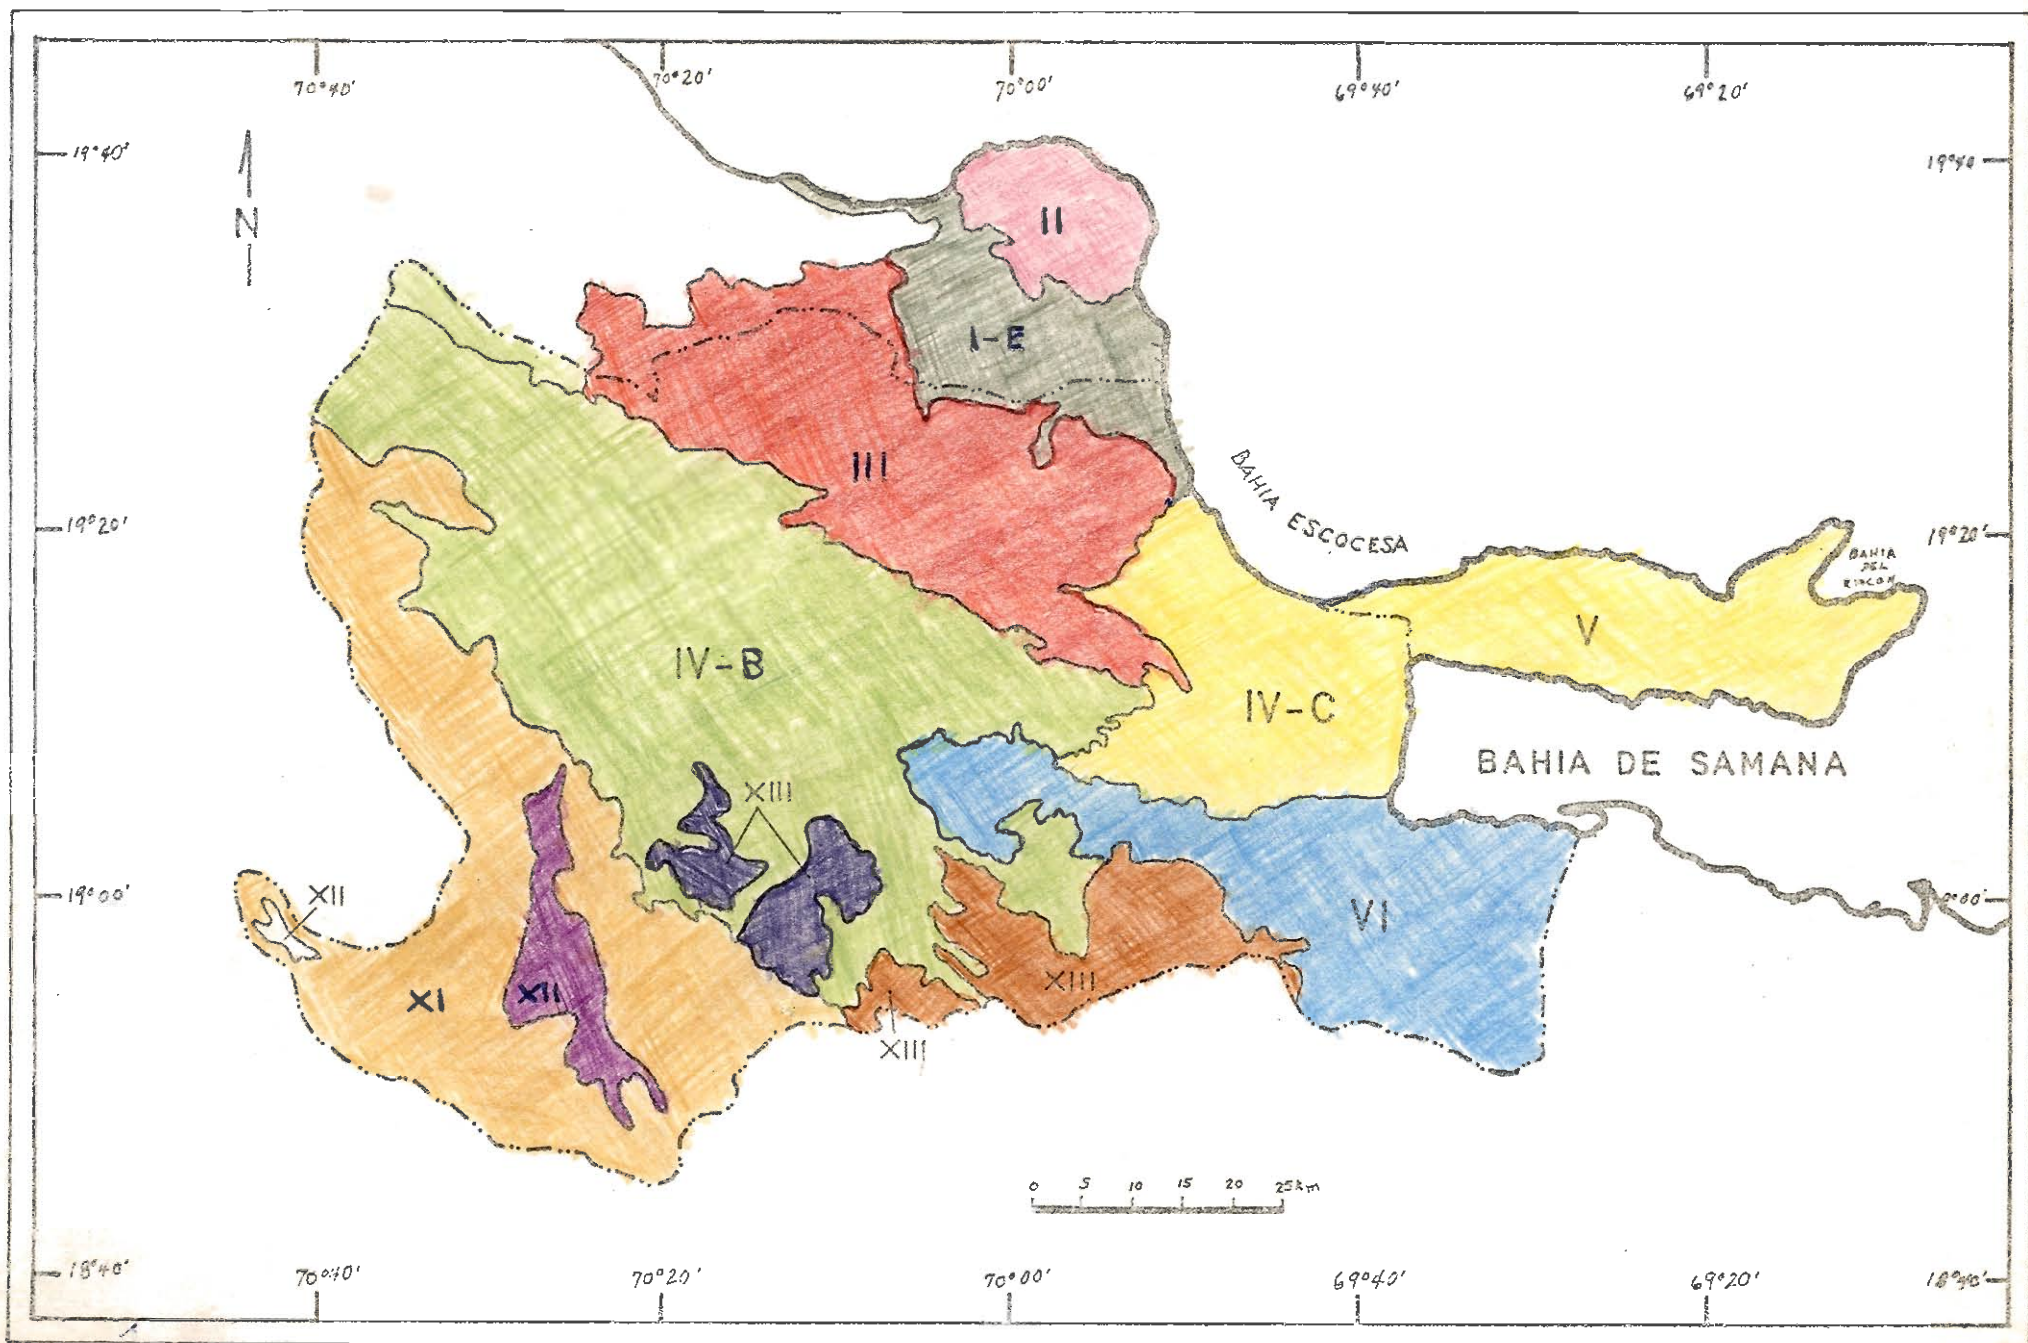 70°40'
70°20'
70°00'
69°40'
69°20'
19°40'
19°40
N
II
I-E
III
BAHIA ESCOCESA
19°20'
19°20'
BAHIA
DEL
RINCON
V
IV-B
IV-C
BAHIA DE SAMANA
XIII
19°00'
XII
VI
XI
XII
XIII
XIII
0 5 10 15 20 25km
18°40'
70°40'
70°20'
70°00'
69°40'
69°20'
18°40'